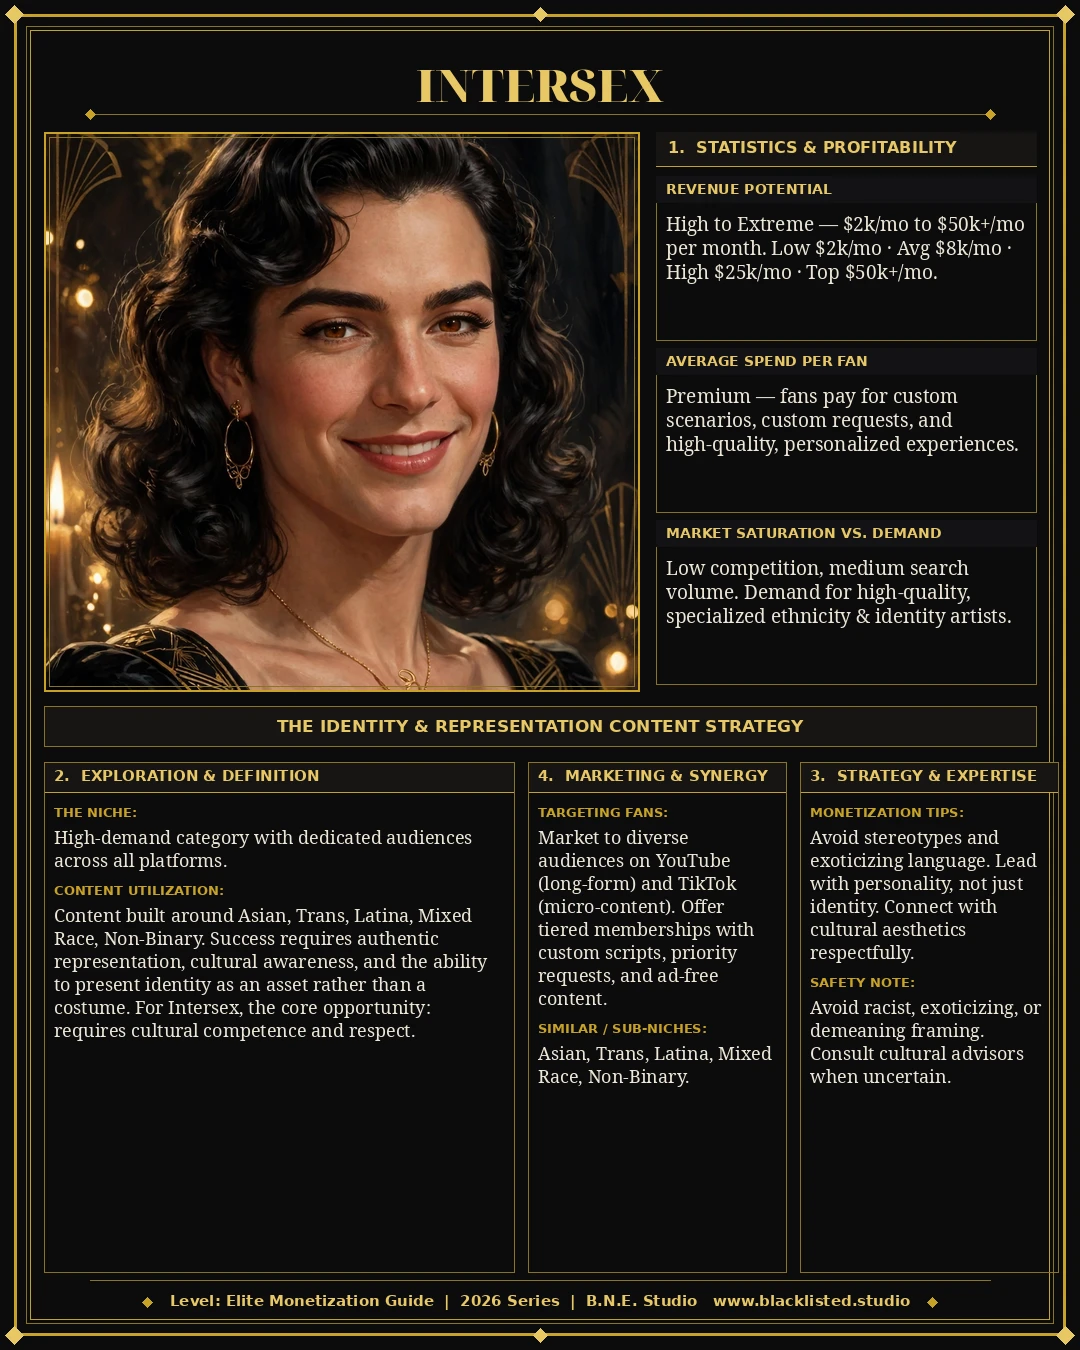 INTERSEX
1. STATISTICS & PROFITABILITY
REVENUE POTENTIAL
High to Extreme — $2k/mo to $50k+/mo
per month. Low $2k/mo · Avg $8k/mo ·
High $25k/mo · Top $50k+/mo.
AVERAGE SPEND PER FAN
Premium — fans pay for custom
scenarios, custom requests, and
high-quality, personalized experiences.
MARKET SATURATION VS. DEMAND
Low competition, medium search
volume. Demand for high-quality,
specialized ethnicity & identity artists.
THE IDENTITY & REPRESENTATION CONTENT STRATEGY
2. EXPLORATION & DEFINITION
THE NICHE:
High-demand category with dedicated audiences
across all platforms.
CONTENT UTILIZATION:
Content built around Asian, Trans, Latina, Mixed
Race, Non-Binary. Success requires authentic
representation, cultural awareness, and the ability
to present identity as an asset rather than a
costume. For Intersex, the core opportunity:
requires cultural competence and respect.
4. MARKETING & SYNERGY
TARGETING FANS:
Market to diverse
audiences on YouTube
(long-form) and TikTok
(micro-content). Offer
tiered memberships with
custom scripts, priority
requests, and ad-free
content.
SIMILAR / SUB-NICHES:
Asian, Trans, Latina, Mixed
Race, Non-Binary.
3. STRATEGY & EXPERTISE
MONETIZATION TIPS:
Avoid stereotypes and
exoticizing language. Lead
with personality, not just
identity. Connect with
cultural aesthetics
respectfully.
SAFETY NOTE:
Avoid racist, exoticizing, or
demeaning framing.
Consult cultural advisors
when uncertain.
Level: Elite Monetization Guide | 2026 Series | B.N.E. Studio www.blacklisted.studio